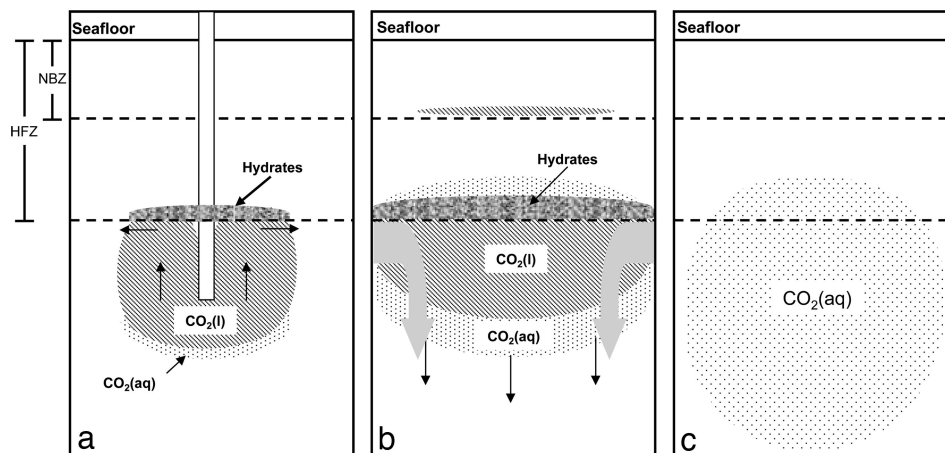 Seafloor
Seafloor
Seafloor
NBZ
HFZ
Hydrates
Hydrates
CO₂(l)
CO₂(l)
CO₂(aq)
CO₂(aq)
CO₂(aq)
a
b
c